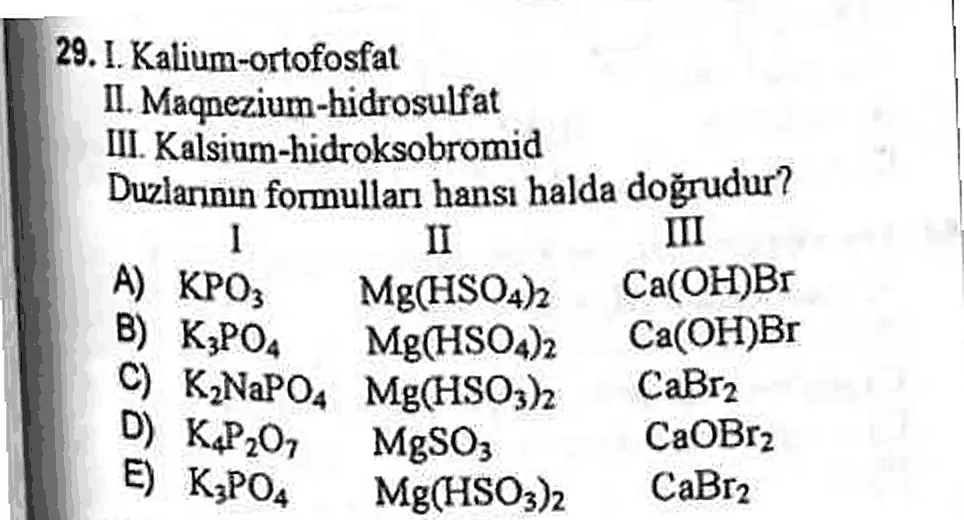 29. I. Kalium-ortofosfat
II. Maqnezium-hidrosulfat
III. Kalsium-hidroksobromid
Duzlarının formulları hansı halda doğrudur?
I II III
A) KPO₃ Mg(HSO₄)₂ Ca(OH)Br
B) K₃PO₄ Mg(HSO₄)₂ Ca(OH)Br
C) K₂NaPO₄ Mg(HSO₃)₂ CaBr₂
D) K₄P₂O₇ MgSO₃ CaOBr₂
E) K₃PO₄ Mg(HSO₃)₂ CaBr₂